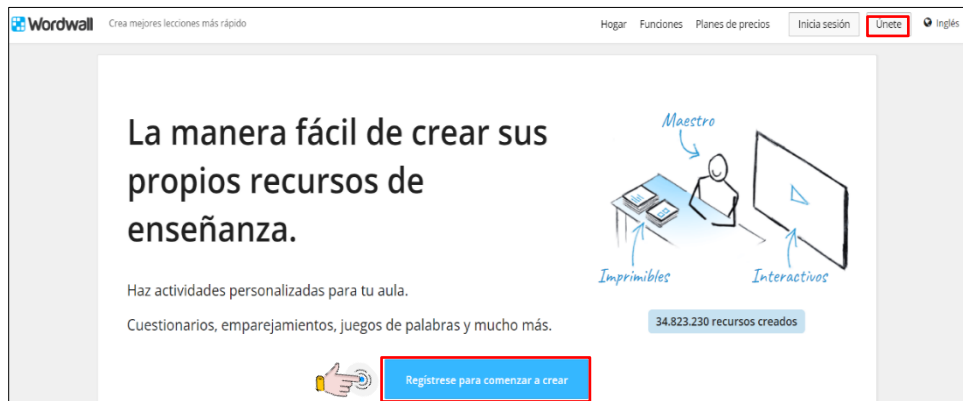 Wordwall Crea mejores lecciones más rápido Hogar Funciones Planes de precios Inicia sesión Únete Inglés
La manera fácil de crear sus
propios recursos de
enseñanza.
Haz actividades personalizadas para tu aula.
Cuestionarios, emparejamientos, juegos de palabras y mucho más.
Regístrese para comenzar a crear
Maestro
Imprimibles
Interactivos
34.823.230 recursos creados